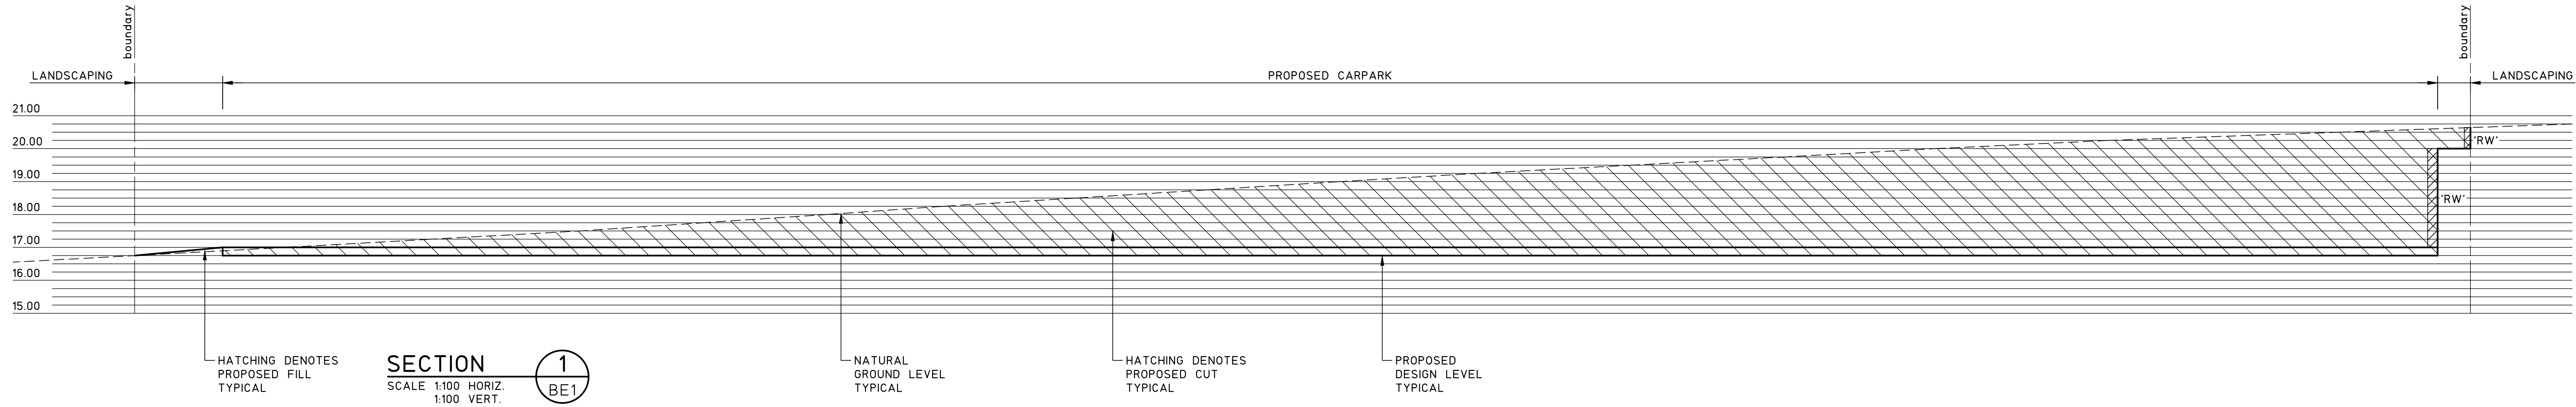 boundary
boundary
LANDSCAPING
PROPOSED CARPARK
LANDSCAPING
21.00
20.00
'RW'
19.00
18.00
'RW'
17.00
16.00
15.00
HATCHING DENOTES
PROPOSED FILL
TYPICAL
SECTION
SCALE 1:100 HORIZ.
1:100 VERT.
1
BE1
NATURAL
GROUND LEVEL
TYPICAL
HATCHING DENOTES
PROPOSED CUT
TYPICAL
PROPOSED
DESIGN LEVEL
TYPICAL